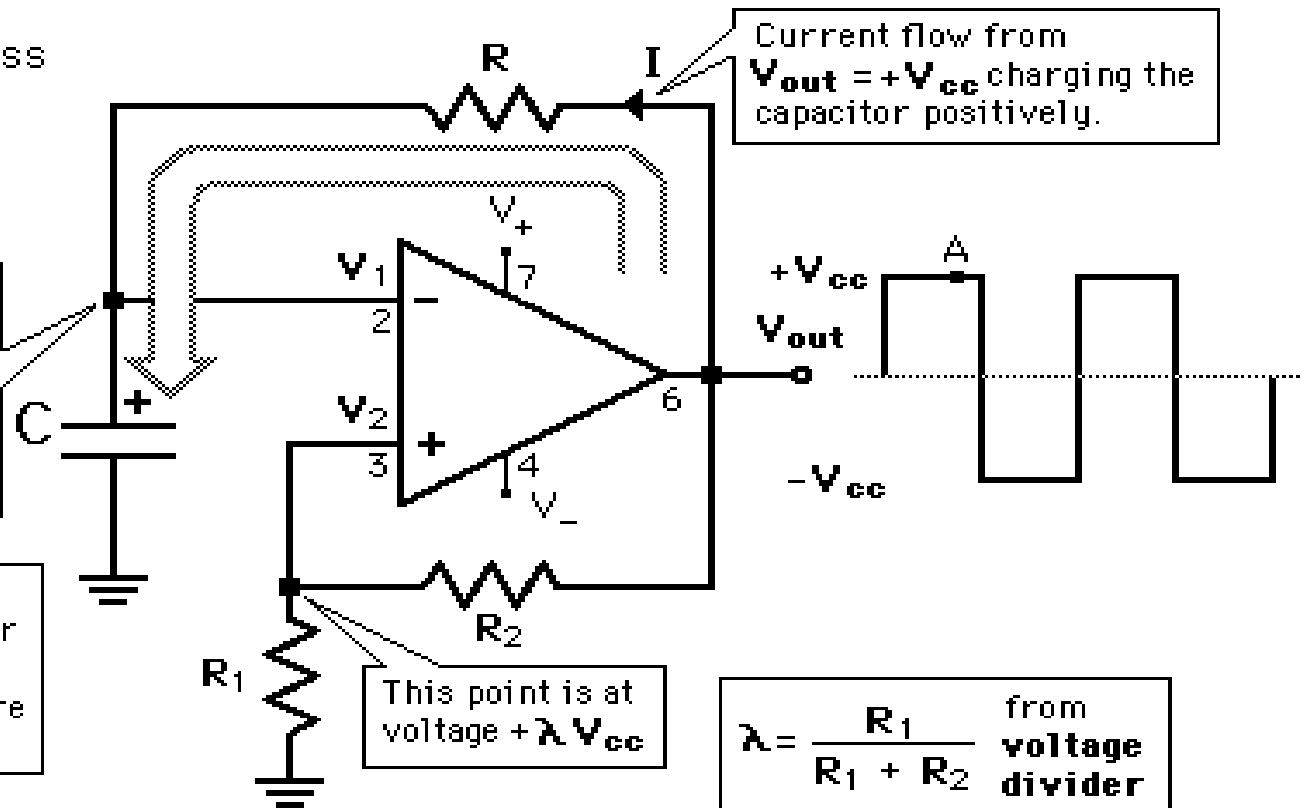 ss
R
I
Current flow from
Vout = +Vcc charging the
capacitor positively.
V+
7
V1
2
−
A
+Vcc
Vout
6
C
+
V2
3
+
4
V−
−Vcc
r
re
R2
R1
This point is at
voltage + λ Vcc
λ = R1 / R1 + R2
from
voltage
divider